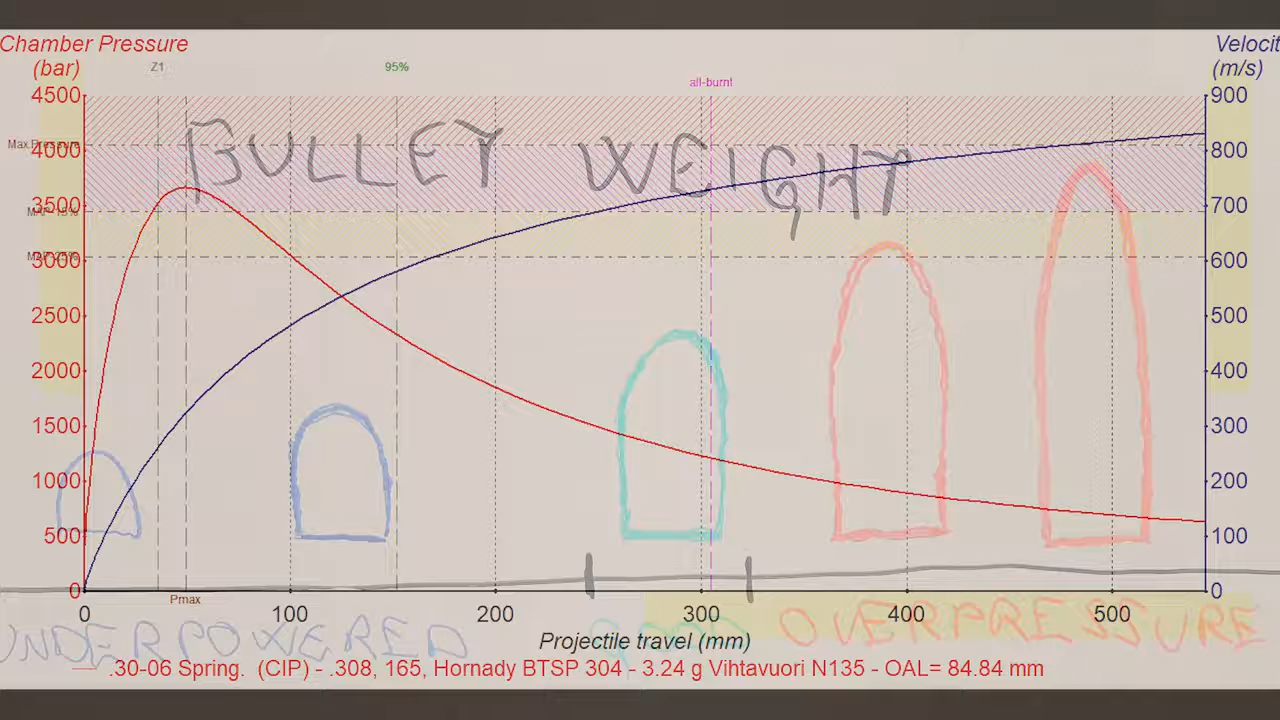 Chamber Pressure
(bar)
Velocit
(m/s)
Z1
95%
all-burnt
4500
900
Max.Pressure
4000
800
BULLET WEIGHT
3500
700
3000
600
2500
500
2000
400
1500
300
1000
200
500
100
0
0
Pmax
0 100 200 300 400 500
UNDERPOWERED
OVERPRESSURE
Projectile travel (mm)
.30-06 Spring. (CIP) - .308, 165, Hornady BTSP 304 - 3.24 g Vihtavuori N135 - OAL= 84.84 mm